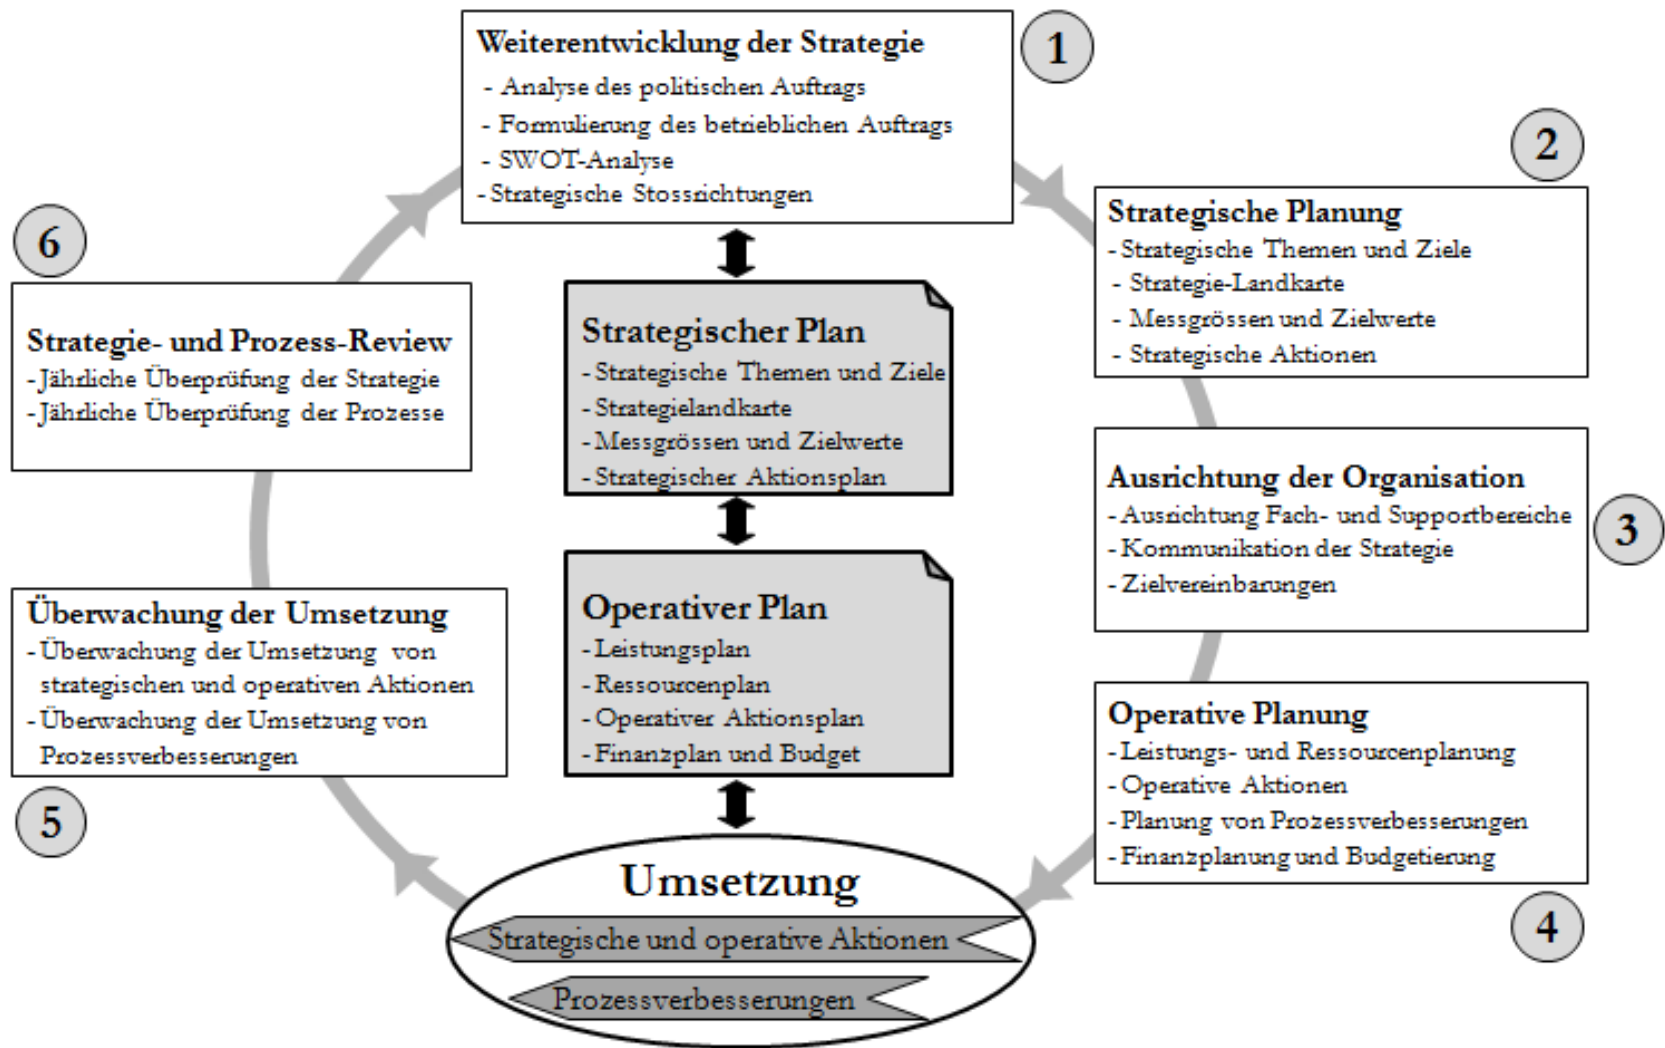 Weiterentwicklung der Strategie
- Analyse des politischen Auftrags
- Formulierung des betrieblichen Auftrags
- SWOT-Analyse
- Strategische Stossrichtungen
1
2
Strategische Planung
- Strategische Themen und Ziele
- Strategie-Landkarte
- Messgrössen und Zielwerte
- Strategische Aktionen
Ausrichtung der Organisation
- Ausrichtung Fach- und Supportbereiche
- Kommunikation der Strategie
- Zielvereinbarungen
3
Operative Planung
- Leistungs- und Ressourcenplanung
- Operative Aktionen
- Planung von Prozessverbesserungen
- Finanzplanung und Budgetierung
4
Umsetzung
Strategische und operative Aktionen
Prozessverbesserungen
Überwachung der Umsetzung
- Überwachung der Umsetzung von
strategischen und operativen Aktionen
- Überwachung der Umsetzung von
Prozessverbesserungen
5
6
Strategie- und Prozess-Review
- Jährliche Überprüfung der Strategie
- Jährliche Überprüfung der Prozesse
Strategischer Plan
- Strategische Themen und Ziele
- Strategielandkarte
- Messgrössen und Zielwerte
- Strategischer Aktionsplan
Operativer Plan
- Leistungsplan
- Ressourcenplan
- Operativer Aktionsplan
- Finanzplan und Budget